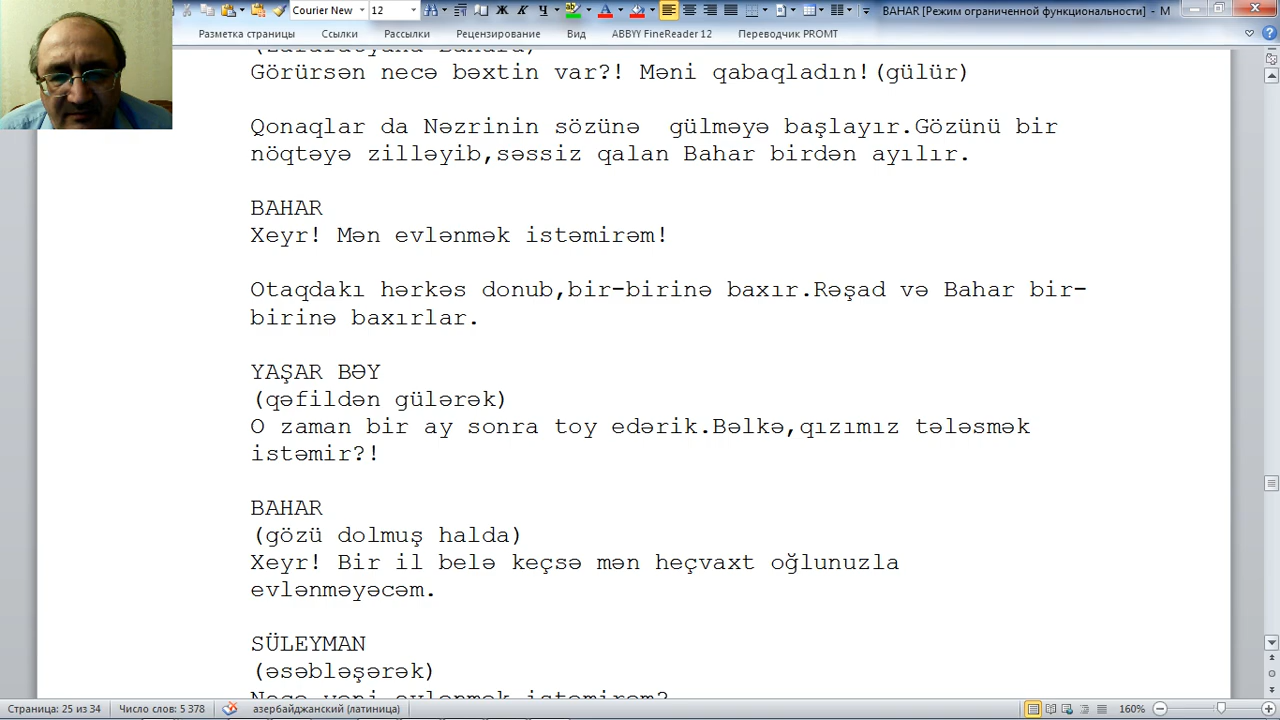 Courier New
12
Ж
К
Ч
BAHAR [Режим ограниченной функциональности] - M
Разметка страницы
Ссылки
Рассылки
Рецензирование
Вид
ABBYY FineReader 12
Переводчик PROMT
Görürsən necə bəxtin var?! Məni qabaqladın!(gülür)
Qonaqlar da Nəzrinin sözünə  gülməyə başlayır.Gözünü bir
nöqtəyə zilləyib,səssiz qalan Bahar birdən ayılır.
BAHAR
Xeyr! Mən evlənmək istəmirəm!
Otaqdakı hərkəs donub,bir-birinə baxır.Rəşad və Bahar bir-
birinə baxırlar.
YAŞAR BƏY
(qəfildən gülərək)
O zaman bir ay sonra toy edərik.Bəlkə,qızımız tələsmək
istəmir?!
BAHAR
(gözü dolmuş halda)
Xeyr! Bir il belə keçsə mən heçvaxt oğlunuzla
evlənməyəcəm.
SÜLEYMAN
(əsəbləşərək)
Necə yəni evlənmək istəmirəm?
Страница: 25 из 34
Число слов: 5 378
азербайджанский (латиница)
160%